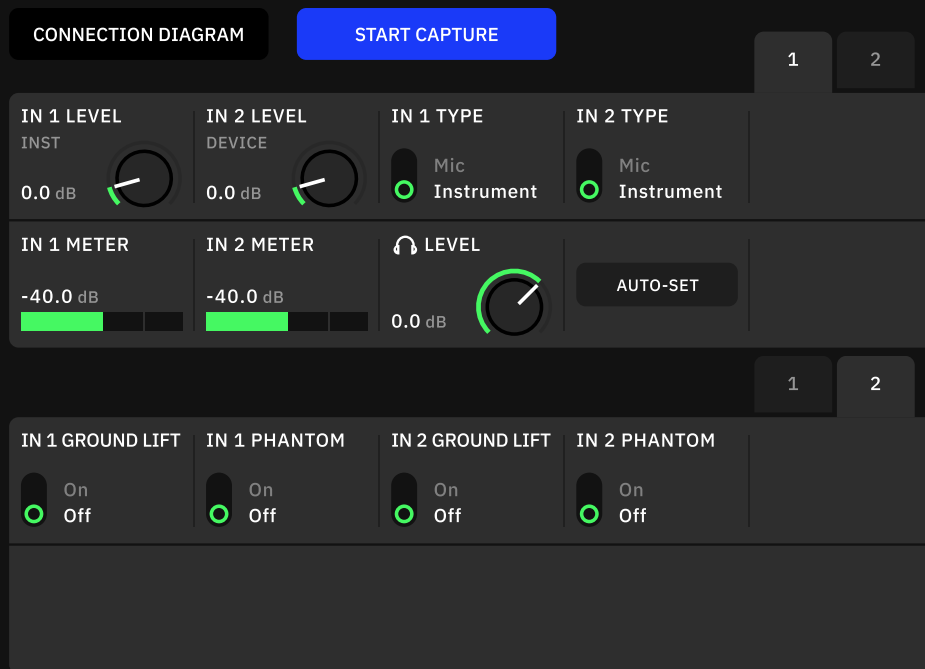 CONNECTION DIAGRAM
START CAPTURE
1
2
IN 1 LEVEL
INST
0.0 dB
IN 2 LEVEL
DEVICE
0.0 dB
IN 1 TYPE
Mic
Instrument
IN 2 TYPE
Mic
Instrument
IN 1 METER
-40.0 dB
IN 2 METER
-40.0 dB
LEVEL
0.0 dB
AUTO-SET
1
2
IN 1 GROUND LIFT
On
Off
IN 1 PHANTOM
On
Off
IN 2 GROUND LIFT
On
Off
IN 2 PHANTOM
On
Off